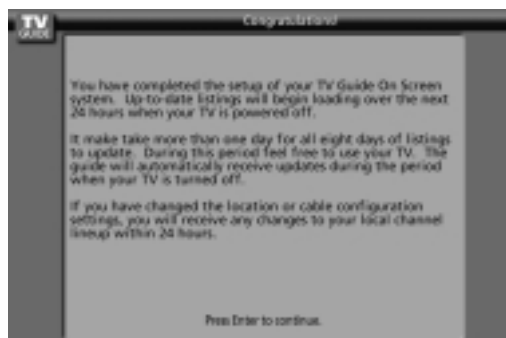 TV
GUIDE
Congratulations!
You have completed the setup of your TV Guide On Screen
system. Up-to-date listings will begin loading over the next
24 hours when your TV is powered off.
It make take more than one day for all eight days of listings
to update. During this period feel free to use your TV. The
guide will automatically receive updates during the period
when your TV is turned off.
If you have changed the location or cable configuration
settings, you will receive any changes to your local channel
lineup within 24 hours.
Press Enter to continue.